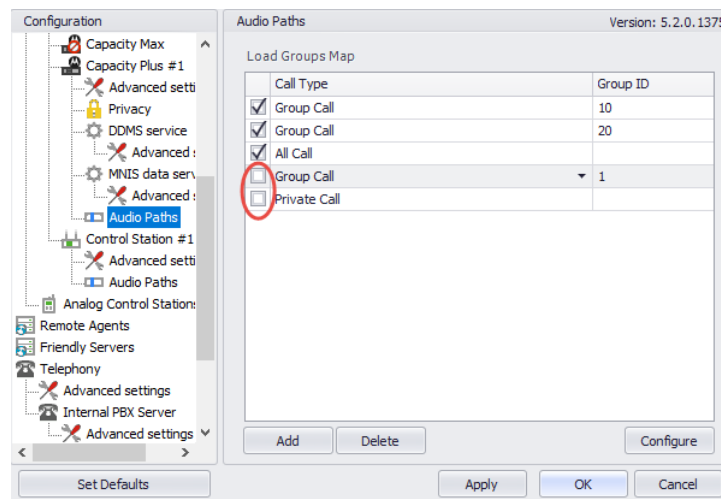 Configuration
Capacity Max
Capacity Plus #1
Advanced setti
Privacy
DDMS service
Advanced s
MNIS data serv
Advanced s
Audio Paths
Control Station #1
Advanced setti
Audio Paths
Analog Control Stations
Remote Agents
Friendly Servers
Telephony
Advanced settings
Internal PBX Server
Advanced settings
Set Defaults
Audio Paths Version: 5.2.0.1375
Load Groups Map
Call Type Group ID
Group Call 10
Group Call 20
All Call
Group Call 1
Private Call
Add Delete Configure
Apply OK Cancel